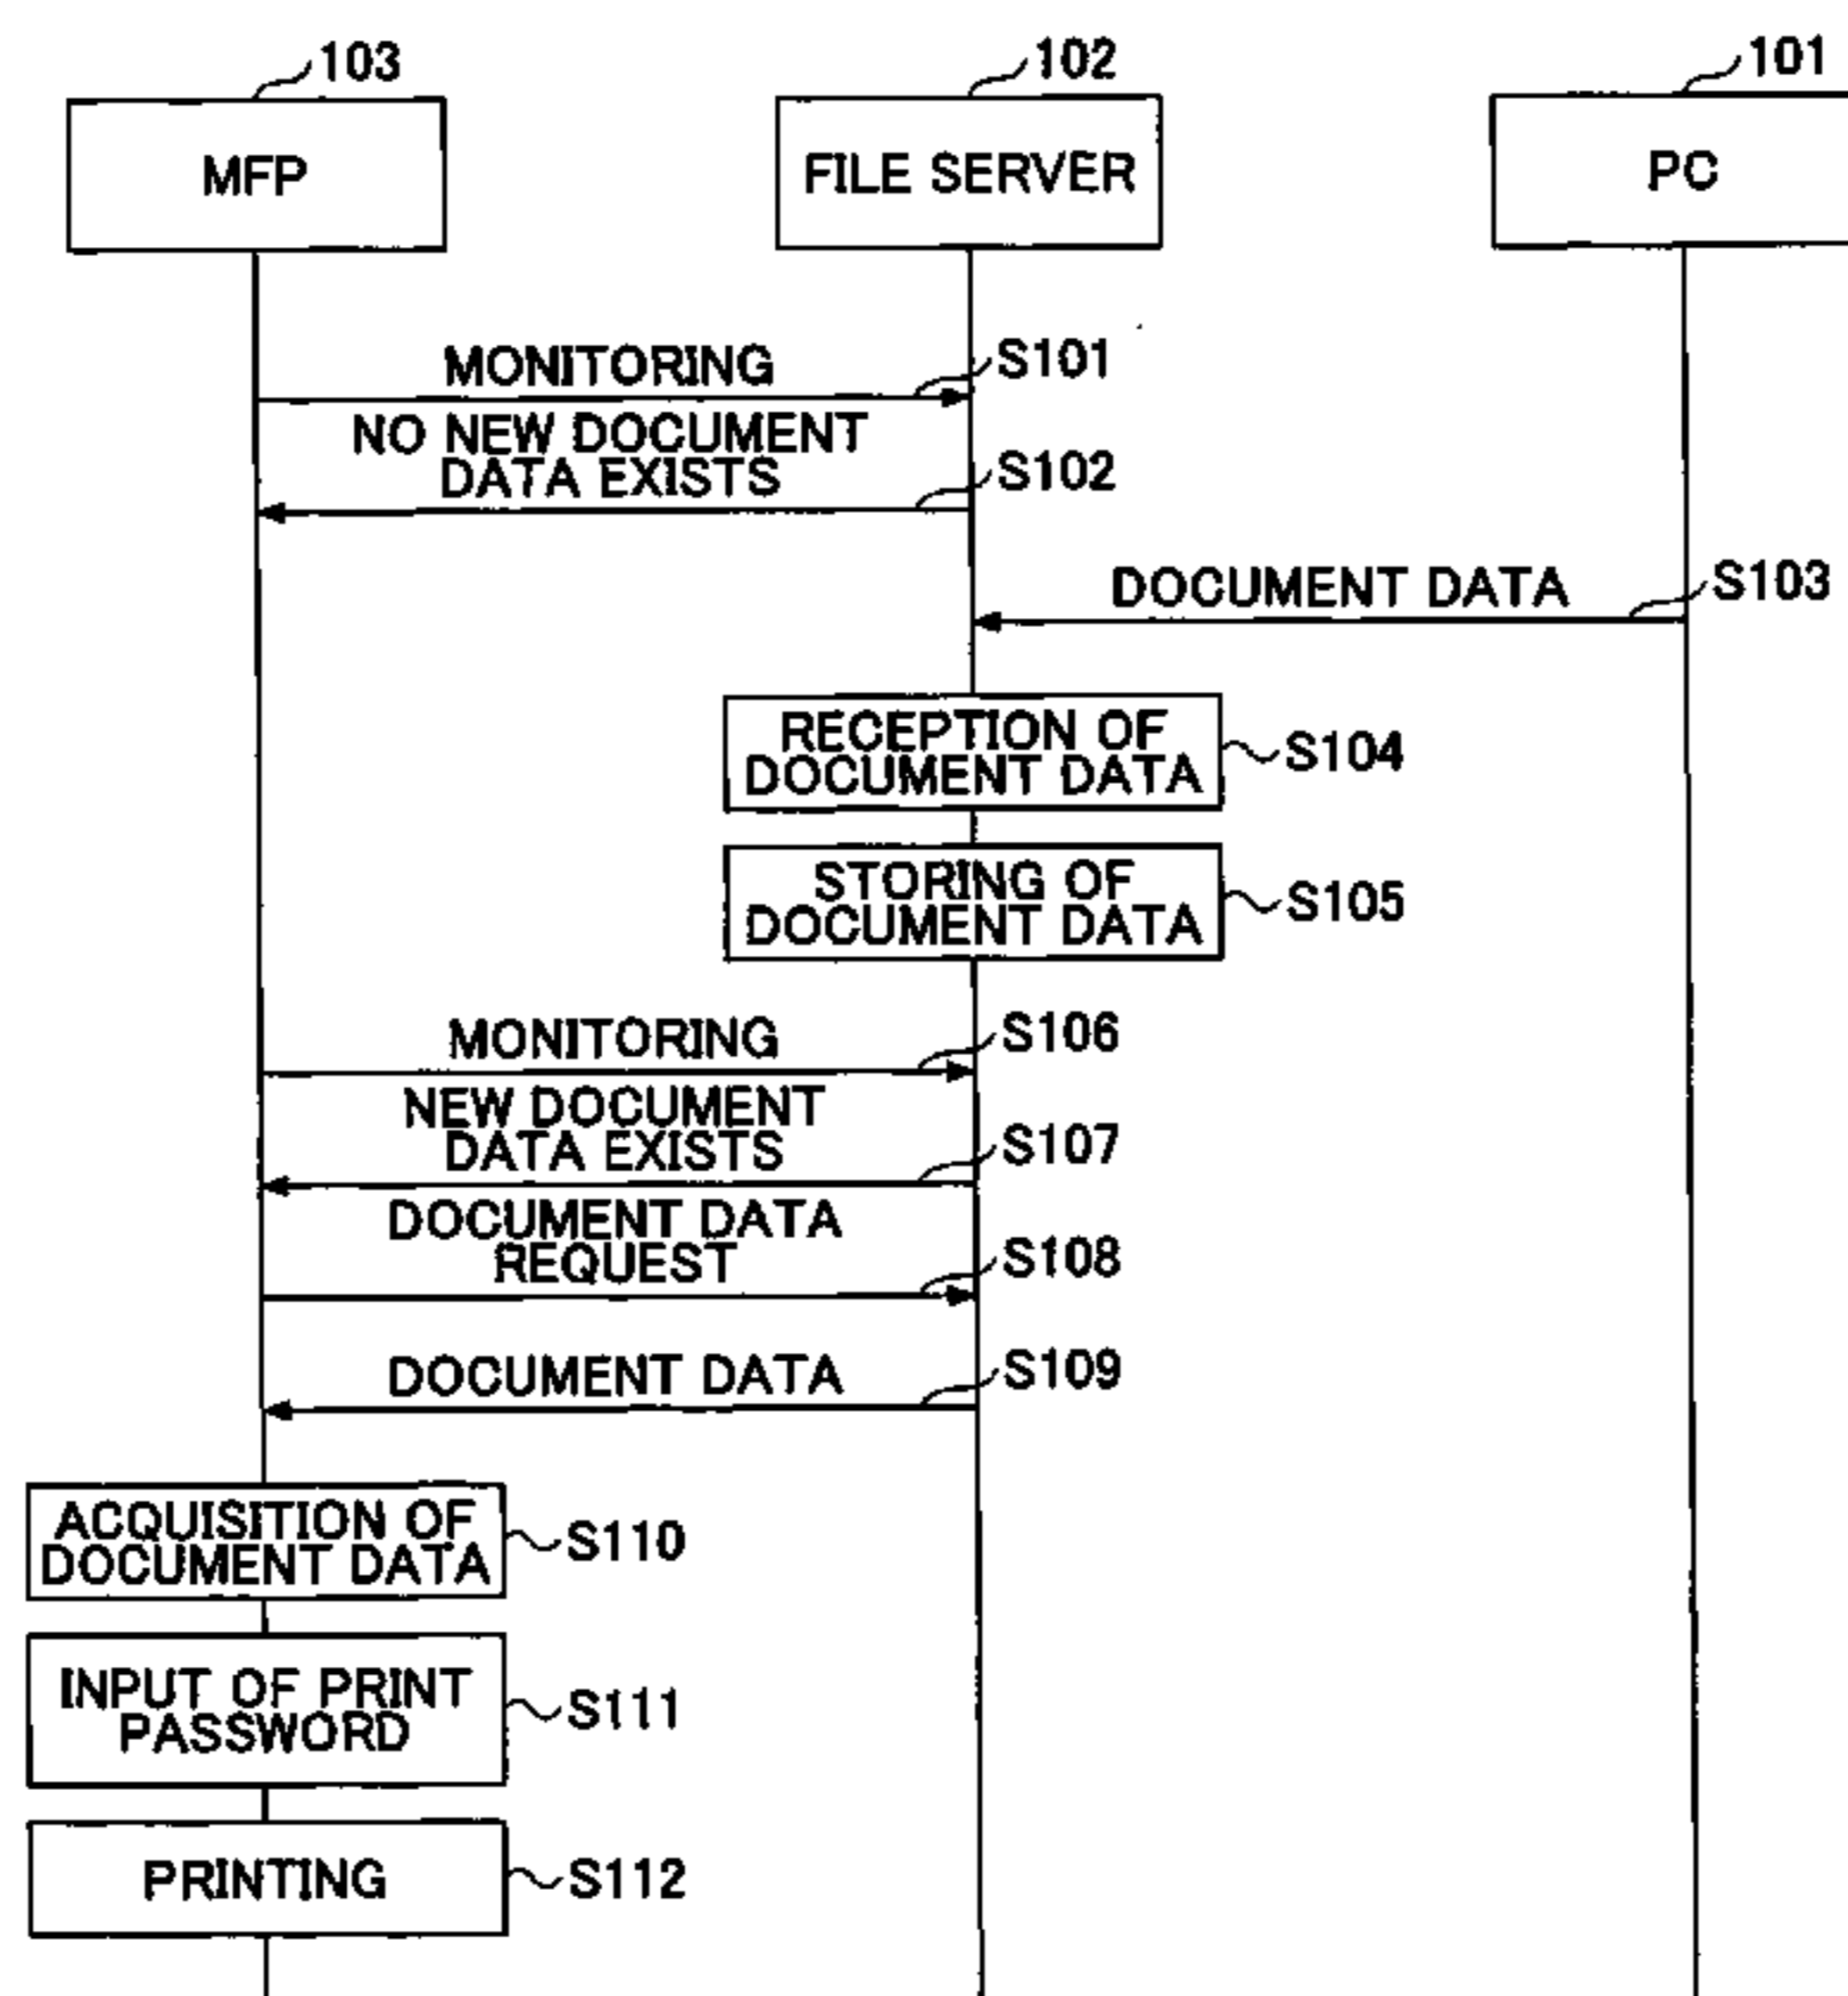 103
102
101
MFP
FILE SERVER
PC
MONITORING
S101
NO NEW DOCUMENT
DATA EXISTS
S102
DOCUMENT DATA
S103
RECEPTION OF
DOCUMENT DATA
S104
STORING OF
DOCUMENT DATA
S105
MONITORING
S106
NEW DOCUMENT
DATA EXISTS
S107
DOCUMENT DATA
REQUEST
S108
DOCUMENT DATA
S109
ACQUISITION OF
DOCUMENT DATA
S110
INPUT OF PRINT
PASSWORD
S111
PRINTING
S112